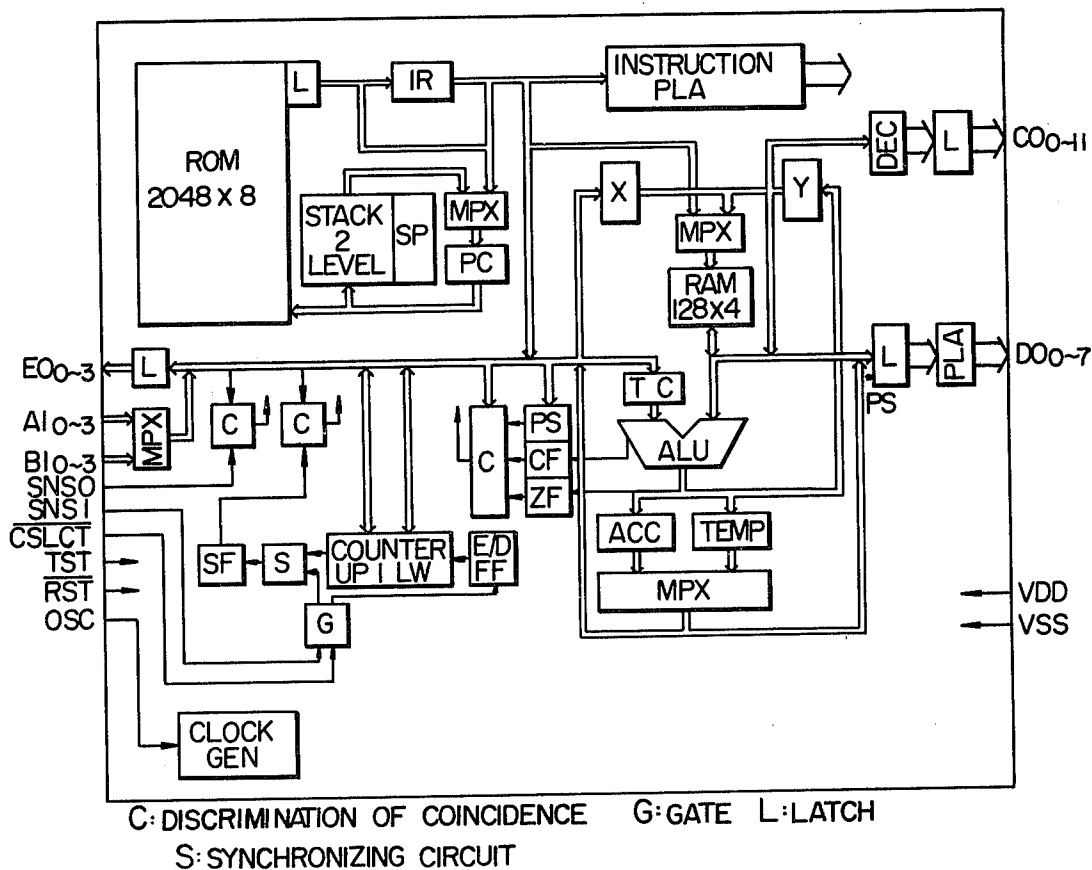 ROM
2048 x 8
L
IR
INSTRUCTION
PLA
STACK
2
LEVEL
SP
MPX
PC
X
Y
MPX
RAM
128x4
DEC
L
CO0~11
L
PLA
DO0~7
PS
EO0~3
L
AI0~3
BI0~3
MPX
SNS0
SNS1
CSLCT
TST
RST
OSC
C
C
C
PS
CF
ZF
T C
ALU
ACC
TEMP
MPX
SF
S
COUNTER
UP 1 LW
E/D
FF
G
VDD
VSS
CLOCK
GEN
C: DISCRIMINATION OF COINCIDENCE G: GATE L: LATCH
S: SYNCHRONIZING CIRCUIT